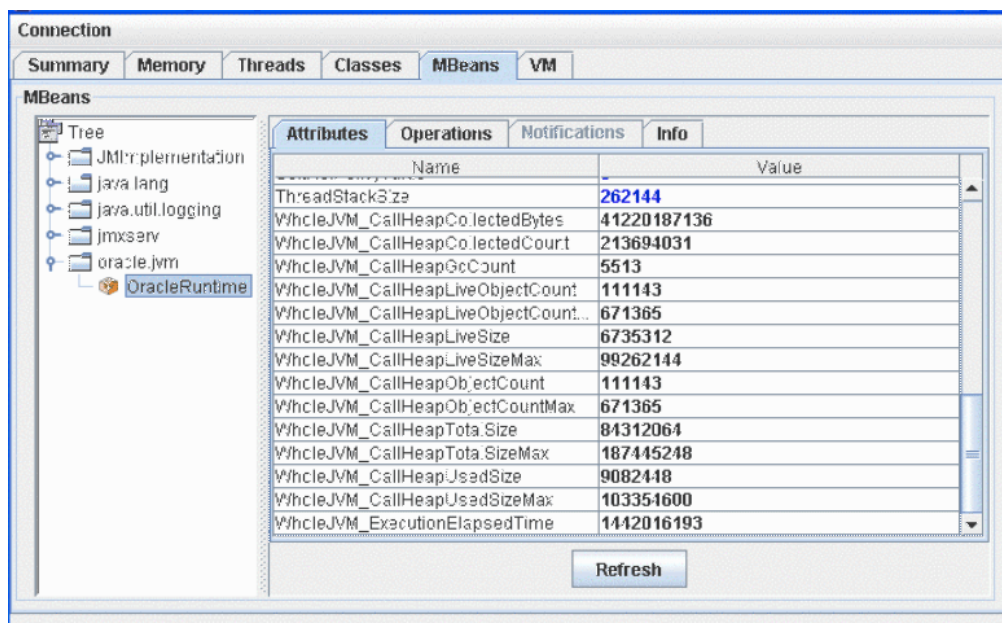 Connection
Summary Memory Threads Classes MBeans VM
MBeans
Tree
JMImplementation
java.lang
java.util.logging
jmxserv
oracle.jvm
OracleRuntime
Attributes Operations Notifications Info
Name Value
ThreadStackSize 262144
WholeJVM_CallHeapCollectedBytes 41220187136
WholeJVM_CallHeapCollectedCount 213694031
WholeJVM_CallHeapGcCount 5513
WholeJVM_CallHeapLiveObjectCount 111143
WholeJVM_CallHeapLiveObjectCount... 671365
WholeJVM_CallHeapLiveSize 6735312
WholeJVM_CallHeapLiveSizeMax 99262144
WholeJVM_CallHeapObjectCount 111143
WholeJVM_CallHeapObjectCountMax 671365
WholeJVM_CallHeapTotalSize 84312064
WholeJVM_CallHeapTotalSizeMax 187445248
WholeJVM_CallHeapUsedSize 9082448
WholeJVM_CallHeapUsedSizeMax 103354600
WholeJVM_ExecutionElapsedTime 1442016193
Refresh